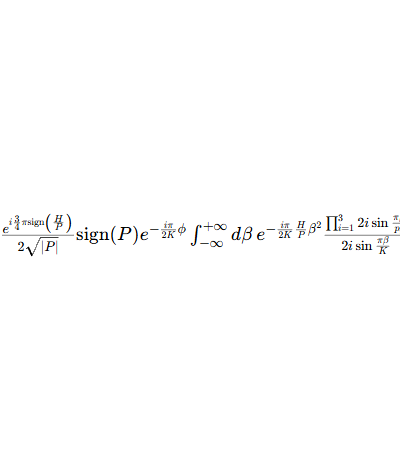 \frac{e^{i\frac{3}{4}\pi \text{sign}\left(\frac{H}{P}\right)}}{2\sqrt{|P|}} \text{sign}(P) e^{-\frac{i\pi}{2K}\phi} \int_{-\infty}^{+\infty} d\beta \, e^{-\frac{i\pi}{2K}\frac{H}{P}\beta^2} \frac{\prod_{i=1}^{3} 2i \sin \frac{\pi}{p}}{2i \sin \frac{\pi\beta}{K}}